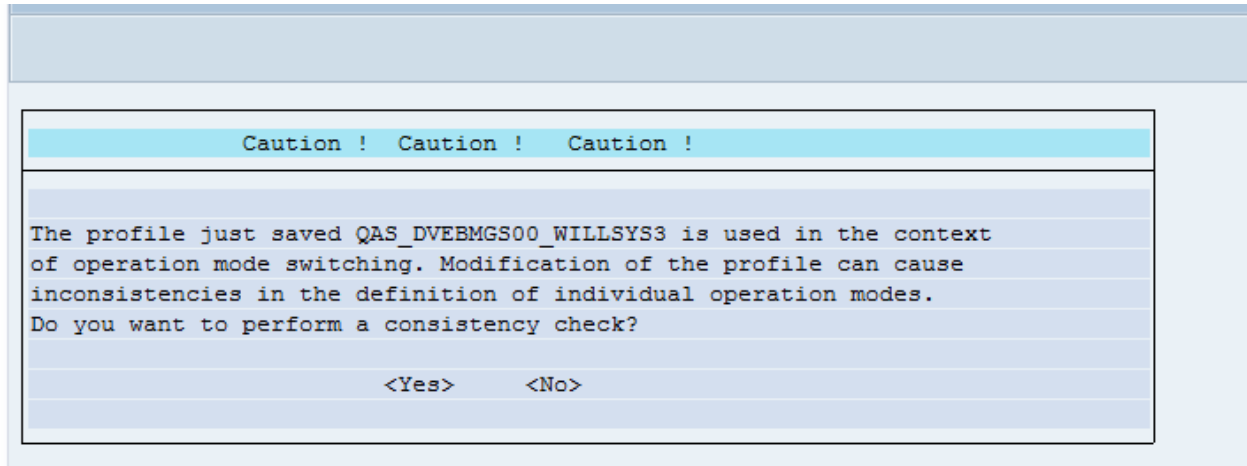 Caution !  Caution !   Caution !
The profile just saved QAS_DVEBMGS00_WILLSYS3 is used in the context
of operation mode switching. Modification of the profile can cause
inconsistencies in the definition of individual operation modes.
Do you want to perform a consistency check?
<Yes>     <No>